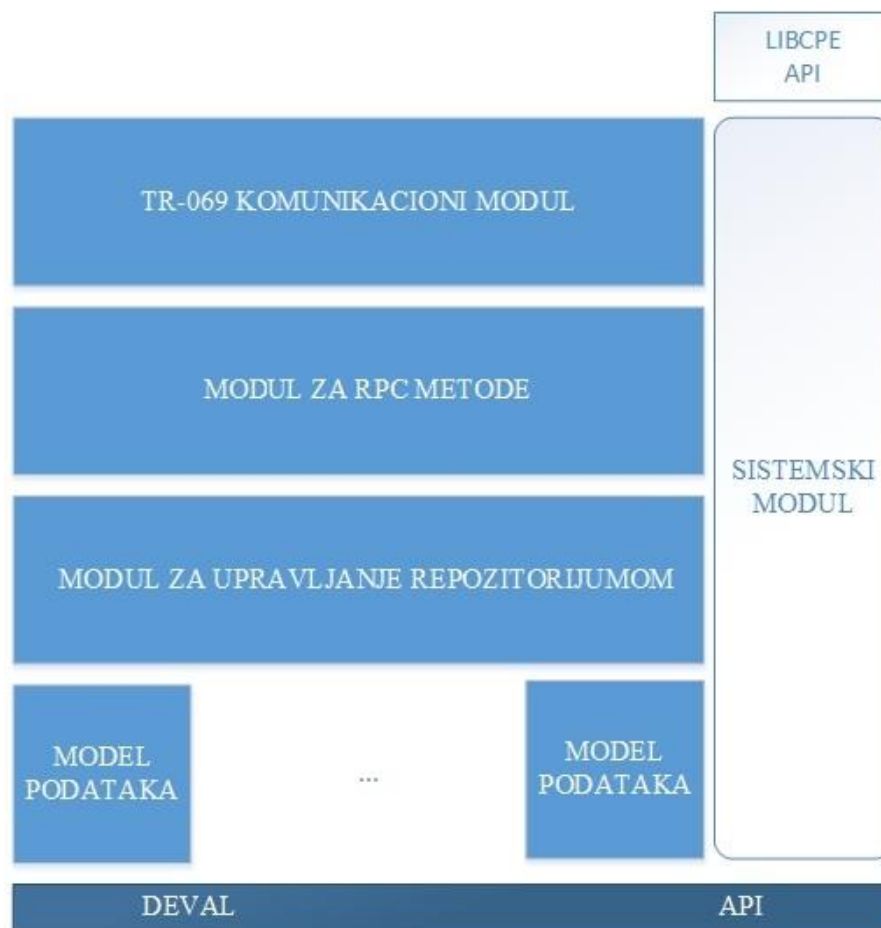 LIBCPE
API
TR-069 KOMUNIKACIONI MODUL
MODUL ZA RPC METODE
SISTEMSKI
MODUL
MODUL ZA UPRAVLJANJE REPOZITORIJUMOM
MODEL
PODATAKA
...
MODEL
PODATAKA
DEVAL API